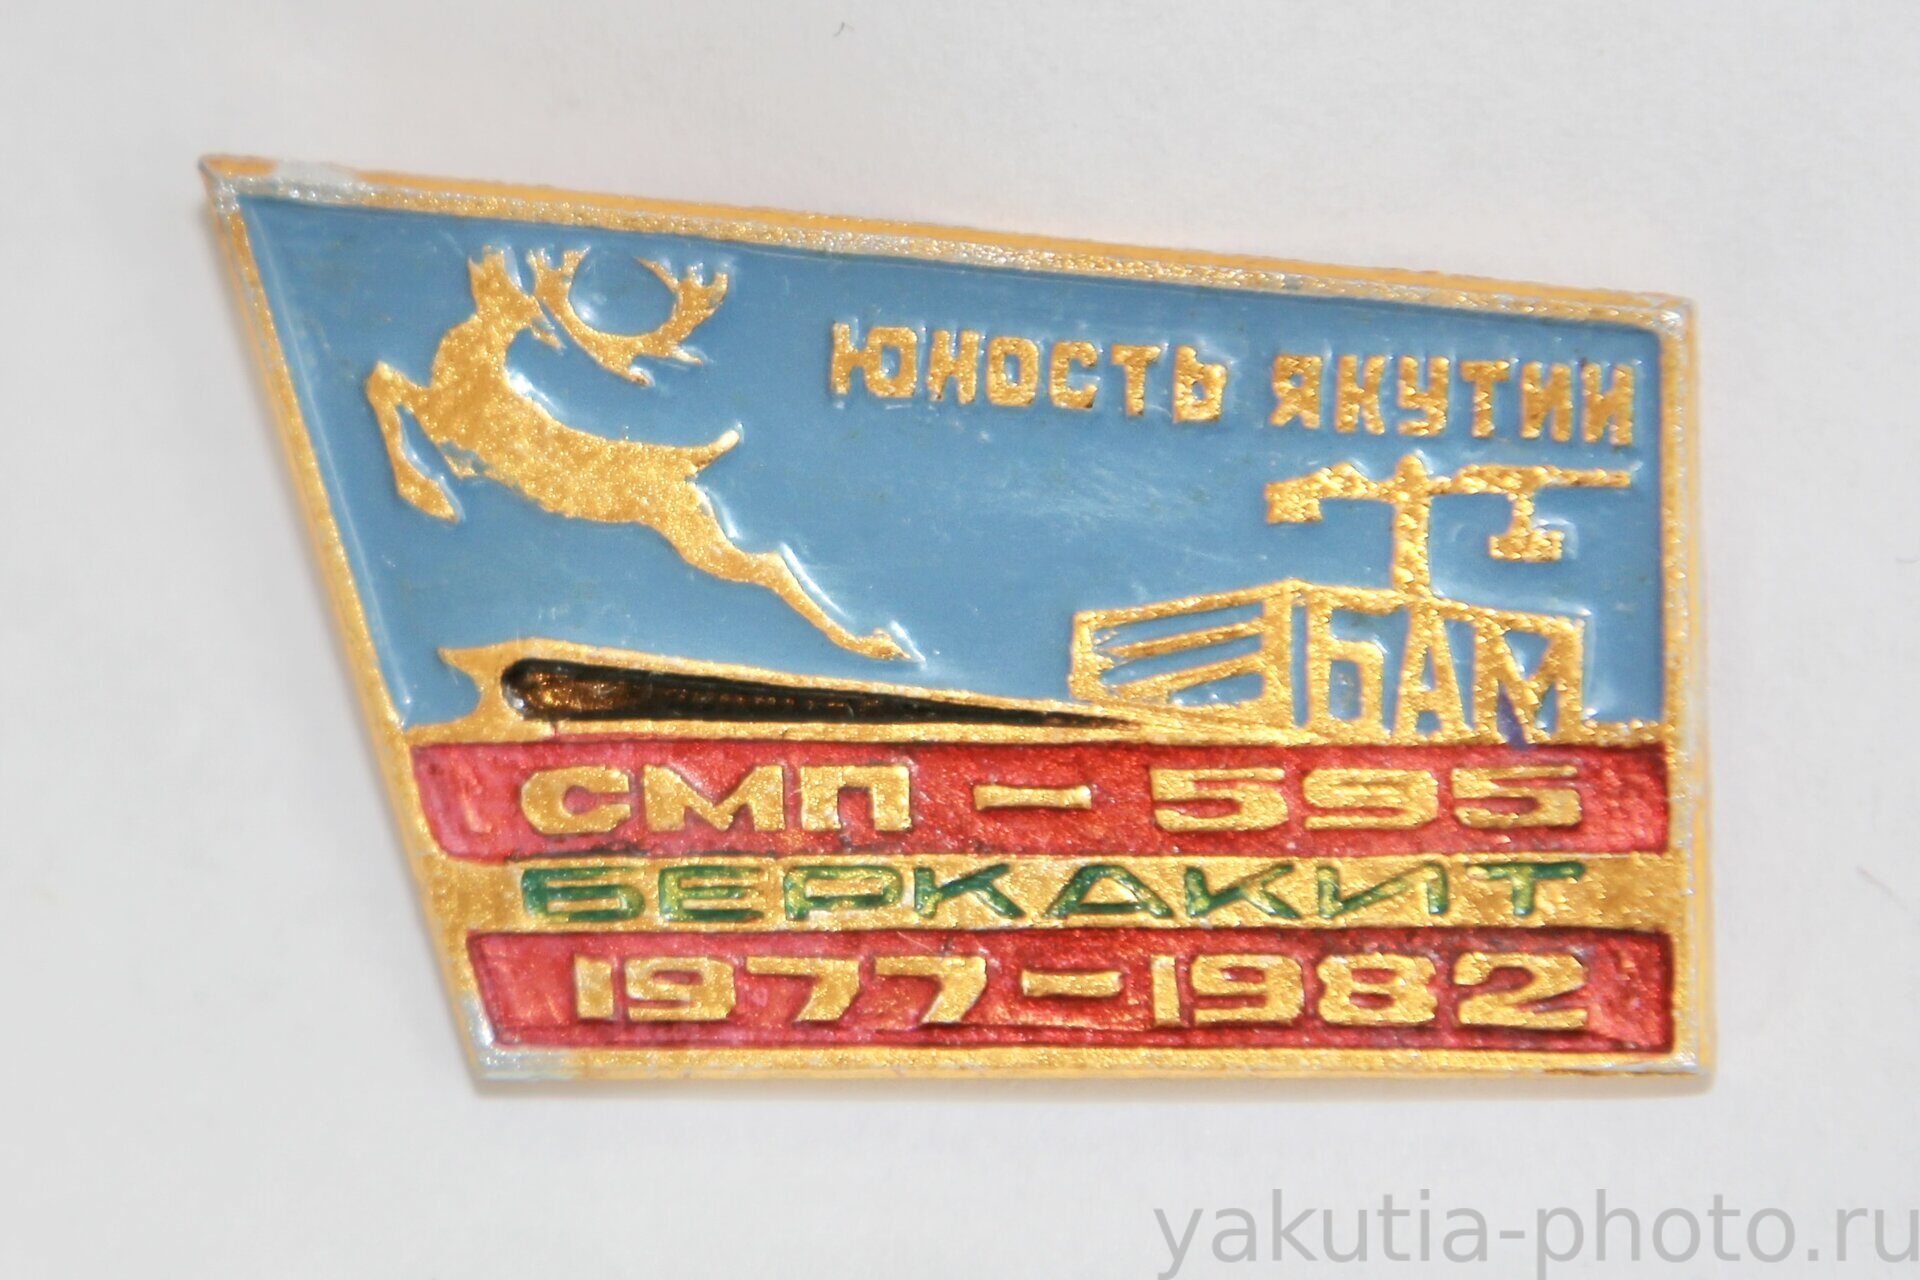 ЮНОСТЬ ЯКУТИИ
БАМ
СМП - 595
БЕРКАКИТ
1977-1982
yakutia-photo.ru